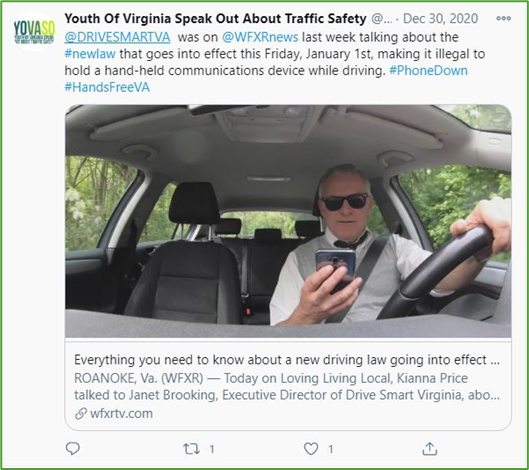 YOVASO
Youth Of Virginia Speak Out About Traffic Safety @... · Dec 30, 2020
@DRIVESMARTVA was on @WFXRnews last week talking about the
#newlaw that goes into effect this Friday, January 1st, making it illegal to
hold a hand-held communications device while driving. #PhoneDown
#HandsFreeVA
Everything you need to know about a new driving law going into effect ...
ROANOKE, Va. (WFXR) — Today on Loving Living Local, Kianna Price
talked to Janet Brooking, Executive Director of Drive Smart Virginia, abo...
wfxrtv.com
1
1